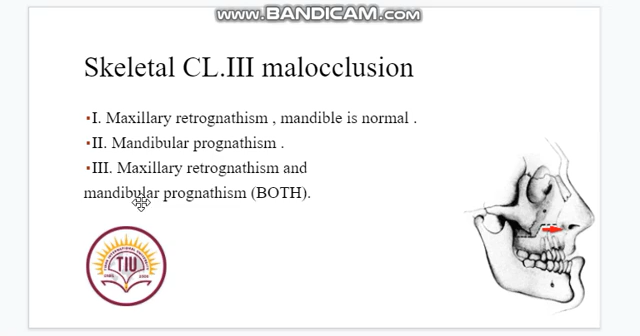 www.BANDICAM.com
Skeletal CL.III malocclusion
•I. Maxillary retrognathism , mandible is normal .
•II. Mandibular prognathism .
•III. Maxillary retrognathism and
mandibular prognathism (BOTH).
TIU